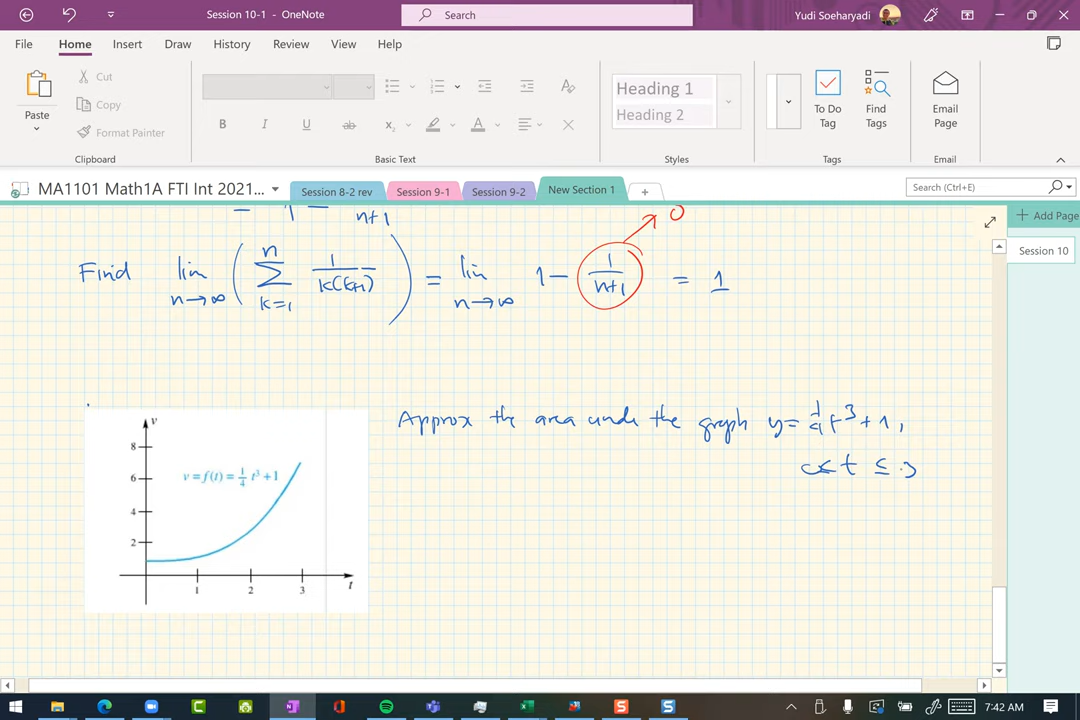 Session 10-1 - OneNote
Search
Yudi Soeharyadi
File Home Insert Draw History Review View Help
Paste
Cut
Copy
Format Painter
Clipboard
B I U ab x₂ A
Basic Text
Heading 1
Heading 2
Styles
To Do Tag
Find Tags
Tags
Email Page
Email
MA1101 Math1A FTI Int 2021...
Session 8-2 rev
Session 9-1
Session 9-2
New Section 1
+
Search (Ctrl+E)
+ Add Page
Session 10
= 1 - n+1
0
Find lim n→∞ ( n Σ k=1 1/k(k+1) ) = lim n→∞ 1 - 1/n+1 = 1
Approx the area unde the graph y = 1/4 t³ + 1,
t ≤ 3
v
8
6
4
2
v = f(t) = 1/4 t³ + 1
1 2 3 t
7:42 AM